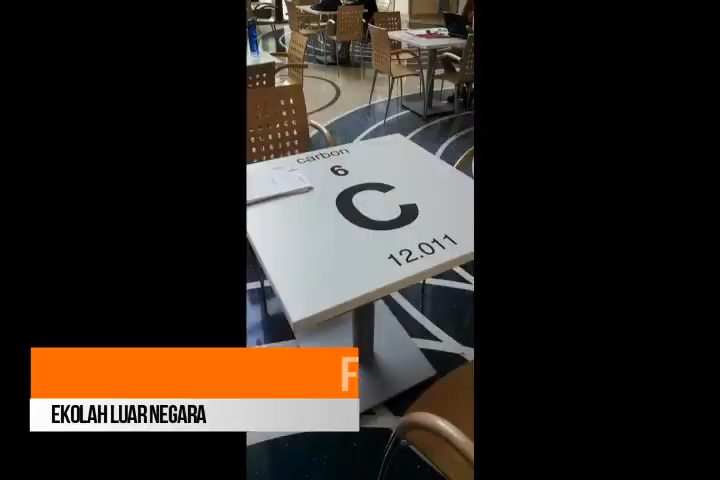 carbon
6
C
12.011
F
EKOLAH LUAR NEGARA